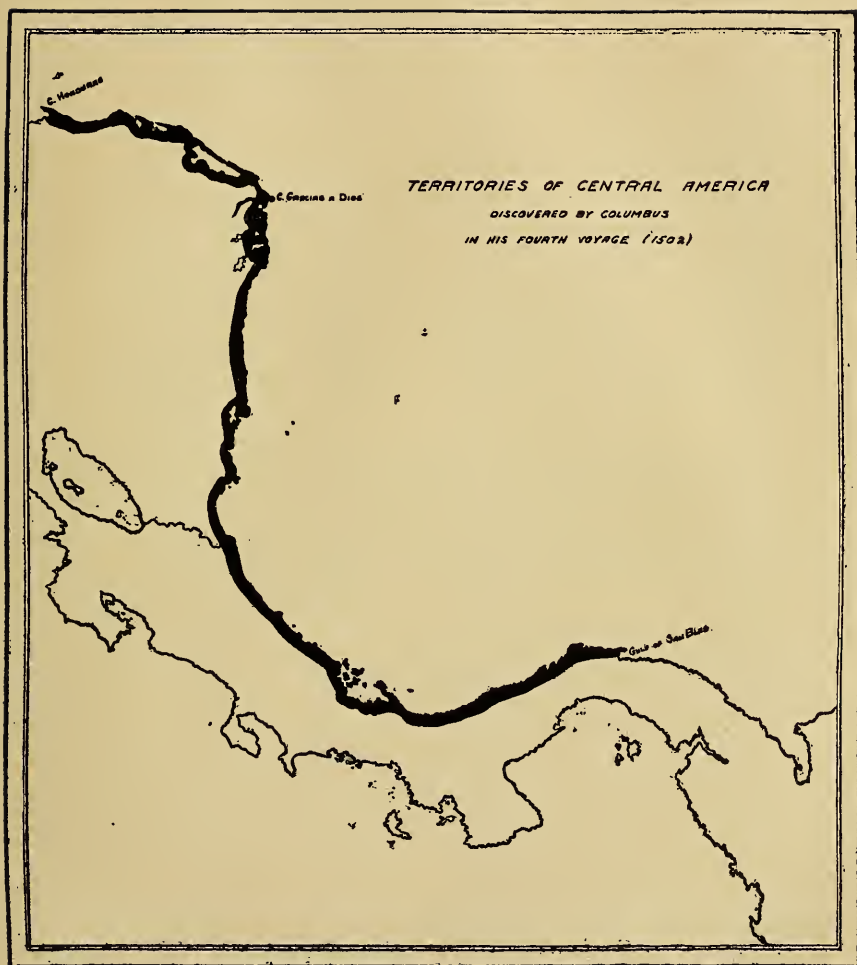 C. HONDURAS
C. GRACIAS A DIOS
TERRITORIES OF CENTRAL AMERICA
DISCOVERED BY COLUMBUS
IN HIS FOURTH VOYAGE (1502)
GULF OF SAN BLAS.